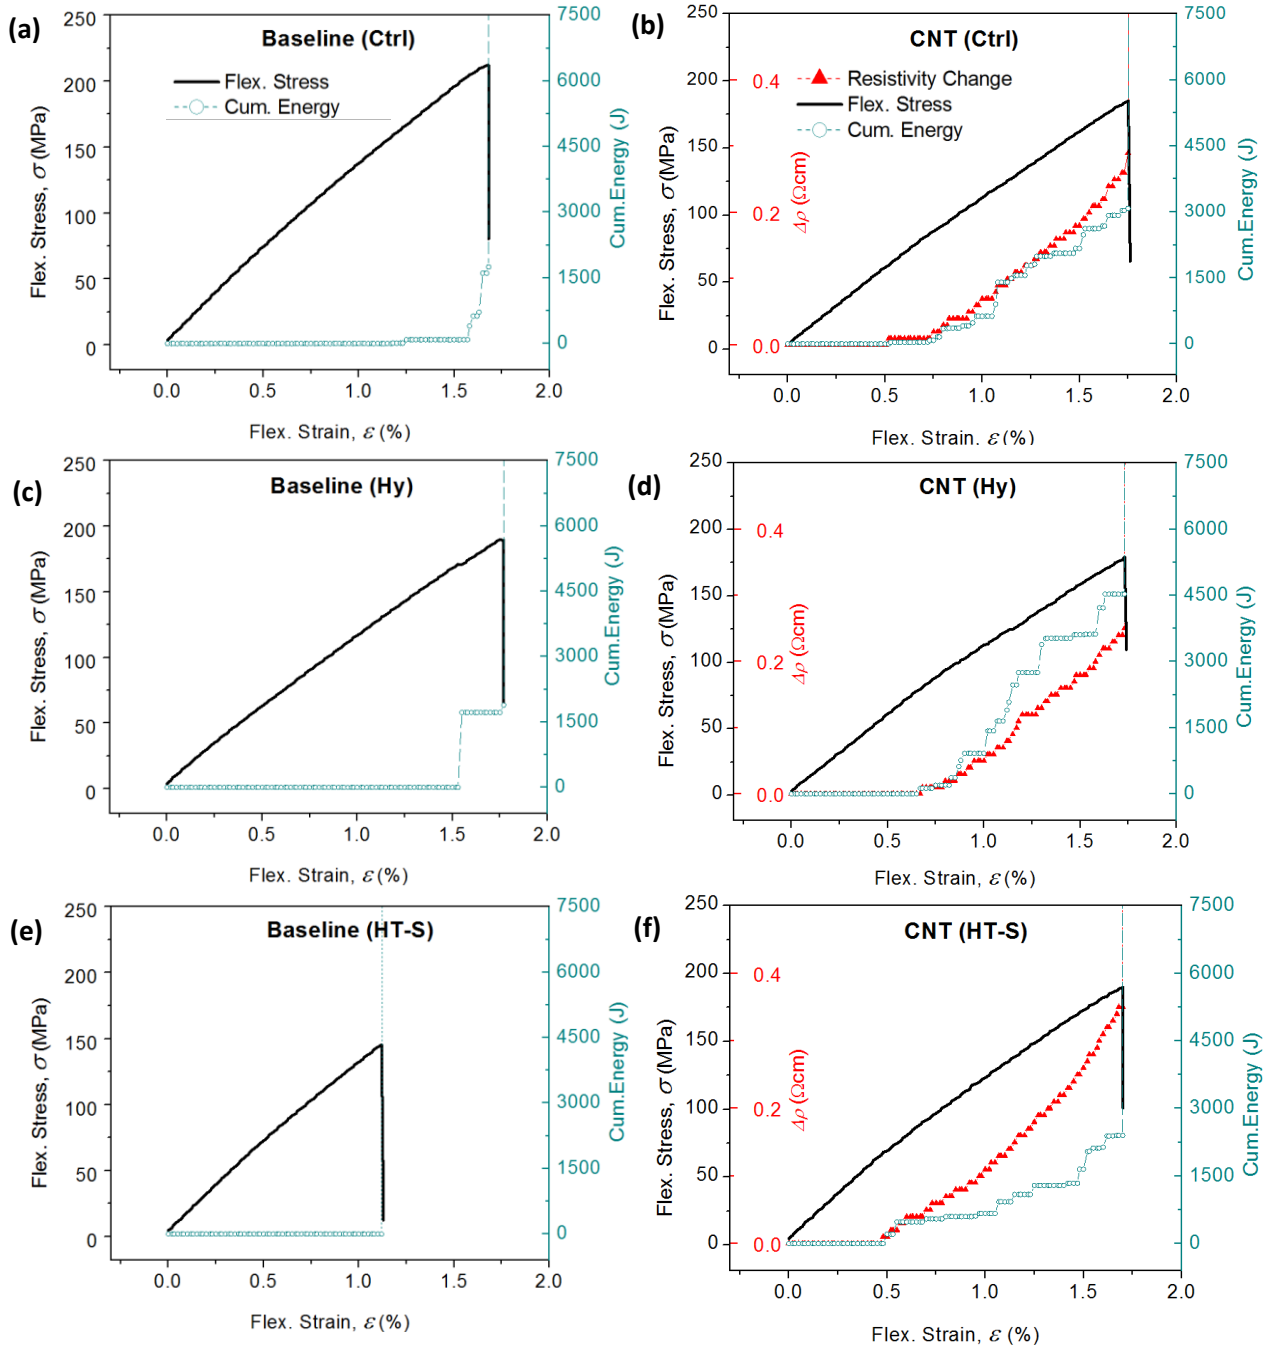 (a)
Baseline (Ctrl)
Flex. Stress
Cum. Energy
250
200
150
100
50
0
Flex. Stress, σ (MPa)
7500
6000
4500
3000
1500
0
Cum.Energy (J)
0.0 0.5 1.0 1.5 2.0
Flex. Strain, ε (%)
(b)
CNT (Ctrl)
Resistivity Change
Flex. Stress
Cum. Energy
250
200
150
100
50
0
Flex. Stress, σ (MPa)
0.4
0.2
0.0
Δρ (Ωcm)
7500
6000
4500
3000
1500
0
Cum.Energy (J)
0.0 0.5 1.0 1.5 2.0
Flex. Strain. ε (%)
(c)
Baseline (Hy)
250
200
150
100
50
0
Flex. Stress, σ (MPa)
7500
6000
4500
3000
1500
0
Cum.Energy (J)
0.0 0.5 1.0 1.5 2.0
Flex. Strain, ε (%)
(d)
CNT (Hy)
250
200
150
100
50
0
Flex. Stress, σ (MPa)
0.4
0.2
0.0
Δρ (Ωcm)
7500
6000
4500
3000
1500
0
Cum.Energy (J)
0.0 0.5 1.0 1.5 2.0
Flex. Strain, ε (%)
(e)
Baseline (HT-S)
250
200
150
100
50
0
Flex. Stress, σ (MPa)
7500
6000
4500
3000
1500
0
Cum.Energy (J)
0.0 0.5 1.0 1.5 2.0
Flex. Strain, ε (%)
(f)
CNT (HT-S)
250
200
150
100
50
0
Flex. Stress, σ (MPa)
0.4
0.2
0.0
Δρ (Ωcm)
7500
6000
4500
3000
1500
0
Cum.Energy (J)
0.0 0.5 1.0 1.5 2.0
Flex. Strain, ε (%)